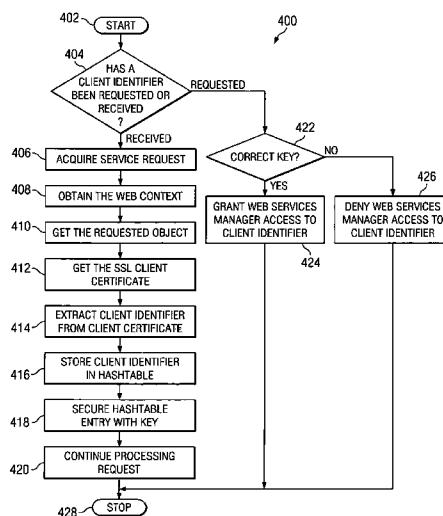 402
START
400
404
HAS A
CLIENT IDENTIFIER
BEEN REQUESTED OR
RECEIVED
?
REQUESTED
RECEIVED
422
CORRECT KEY?
NO
YES
406
ACQUIRE SERVICE REQUEST
408
OBTAIN THE WEB CONTEXT
410
GET THE REQUESTED OBJECT
412
GET THE SSL CLIENT
CERTIFICATE
414
EXTRACT CLIENT IDENTIFIER
FROM CLIENT CERTIFICATE
416
STORE CLIENT IDENTIFIER
IN HASHTABLE
418
SECURE HASHTABLE
ENTRY WITH KEY
420
CONTINUE PROCESSING
REQUEST
428
STOP
GRANT WEB SERVICES
MANAGER ACCESS TO
CLIENT IDENTIFIER
424
426
DENY WEB SERVICES
MANAGER ACCESS TO
CLIENT IDENTIFIER